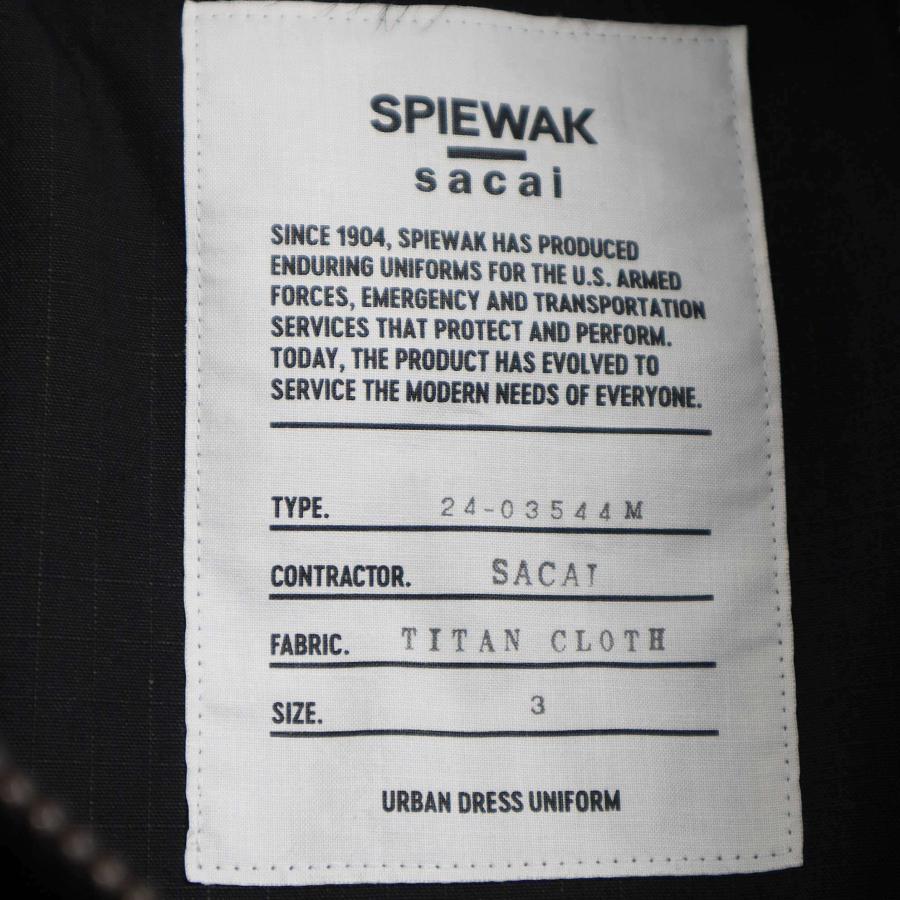 SPIEWAK
sacai
SINCE 1904, SPIEWAK HAS PRODUCED
ENDURING UNIFORMS FOR THE U.S. ARMED
FORCES, EMERGENCY AND TRANSPORTATION
SERVICES THAT PROTECT AND PERFORM.
TODAY, THE PRODUCT HAS EVOLVED TO
SERVICE THE MODERN NEEDS OF EVERYONE.
TYPE. 24-03544M
CONTRACTOR. SACAI
FABRIC. TITAN CLOTH
SIZE. 3
URBAN DRESS UNIFORM